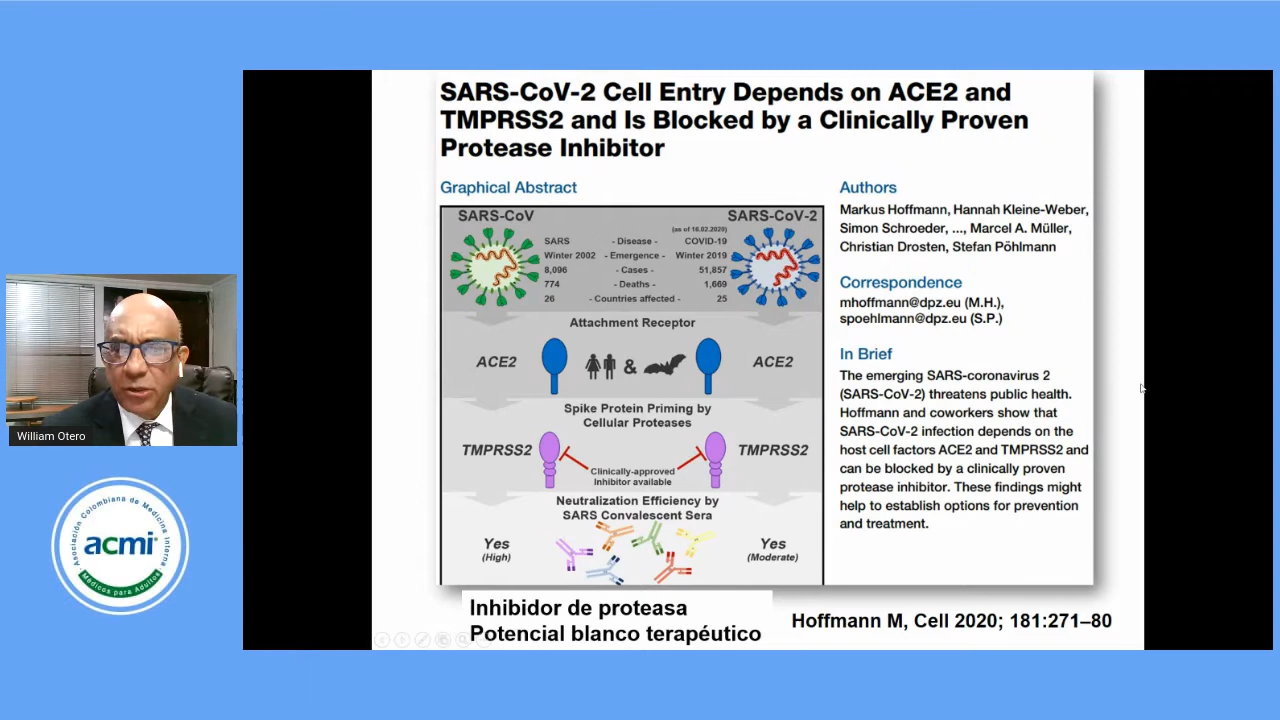 SARS-CoV-2 Cell Entry Depends on ACE2 and
TMPRSS2 and Is Blocked by a Clinically Proven
Protease Inhibitor
Graphical Abstract
SARS-CoV
SARS-CoV-2
(as of 16.02.2020)
SARS - Disease - COVID-19
Winter 2002 - Emergence - Winter 2019
8,096 - Cases - 51,857
774 - Deaths - 1,669
26 - Countries affected - 25
Attachment Receptor
ACE2 & ACE2
Spike Protein Priming by
Cellular Proteases
TMPRSS2 TMPRSS2
Clinically-approved
Inhibitor available
Neutralization Efficiency by
SARS Convalescent Sera
Yes
(High)
Yes
(Moderate)
Authors
Markus Hoffmann, Hannah Kleine-Weber,
Simon Schroeder, ..., Marcel A. Müller,
Christian Drosten, Stefan Pöhlmann
Correspondence
mhoffmann@dpz.eu (M.H.),
spoehlmann@dpz.eu (S.P.)
In Brief
The emerging SARS-coronavirus 2
(SARS-CoV-2) threatens public health.
Hoffmann and coworkers show that
SARS-CoV-2 infection depends on the
host cell factors ACE2 and TMPRSS2 and
can be blocked by a clinically proven
protease inhibitor. These findings might
help to establish options for prevention
and treatment.
Inhibidor de proteasa
Potencial blanco terapéutico
Hoffmann M, Cell 2020; 181:271–80
William Otero
Asociación Colombiana de Medicina Interna
acmi
Médicos para Adultos